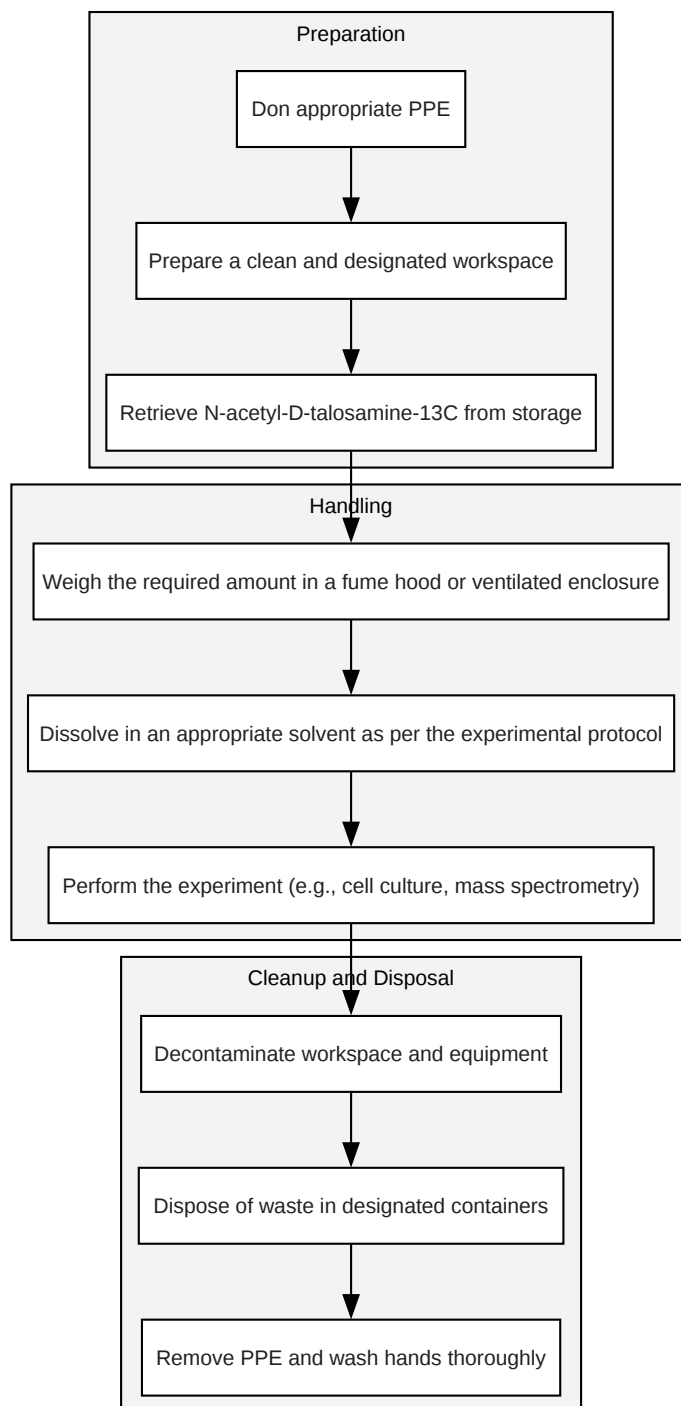 Preparation
Don appropriate PPE
Prepare a clean and designated workspace
Retrieve N-acetyl-D-talosamine-13C from storage
Handling
Weigh the required amount in a fume hood or ventilated enclosure
Dissolve in an appropriate solvent as per the experimental protocol
Perform the experiment (e.g., cell culture, mass spectrometry)
Cleanup and Disposal
Decontaminate workspace and equipment
Dispose of waste in designated containers
Remove PPE and wash hands thoroughly